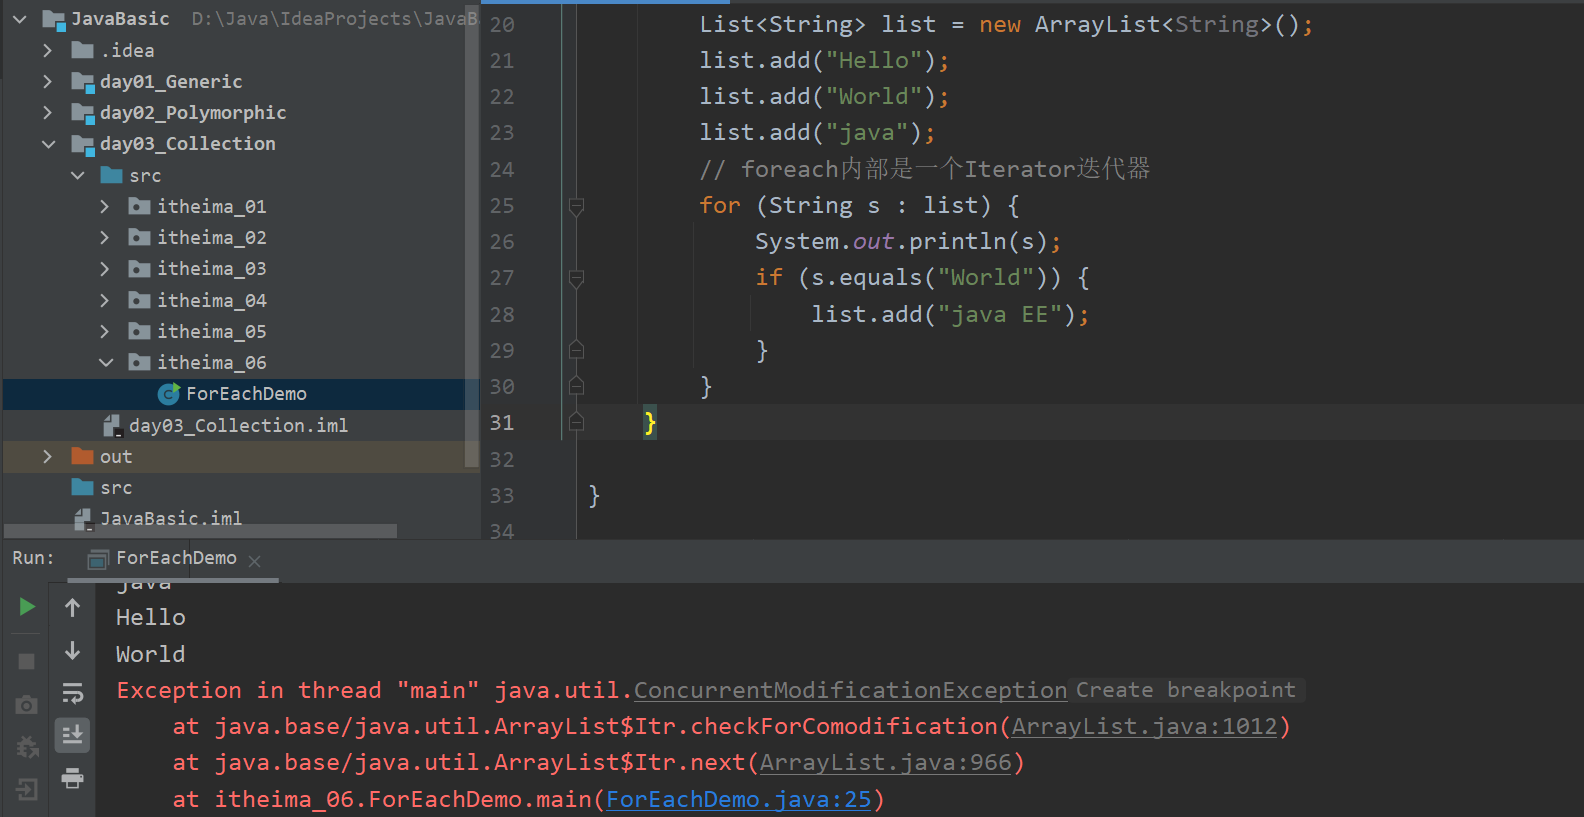 JavaBasic D:\Java\IdeaProjects\JavaBa
.idea
day01_Generic
day02_Polymorphic
day03_Collection
src
itheima_01
itheima_02
itheima_03
itheima_04
itheima_05
itheima_06
ForEachDemo
day03_Collection.iml
out
src
JavaBasic.iml
20 List<String> list = new ArrayList<String>();
21 list.add("Hello");
22 list.add("World");
23 list.add("java");
24 // foreach内部是一个Iterator迭代器
25 for (String s : list) {
26 System.out.println(s);
27 if (s.equals("World")) {
28 list.add("java EE");
29 }
30 }
31 }
32
33 }
34
Run: ForEachDemo
java
Hello
World
Exception in thread "main" java.util.ConcurrentModificationException Create breakpoint
at java.base/java.util.ArrayList$Itr.checkForComodification(ArrayList.java:1012)
at java.base/java.util.ArrayList$Itr.next(ArrayList.java:966)
at itheima_06.ForEachDemo.main(ForEachDemo.java:25)